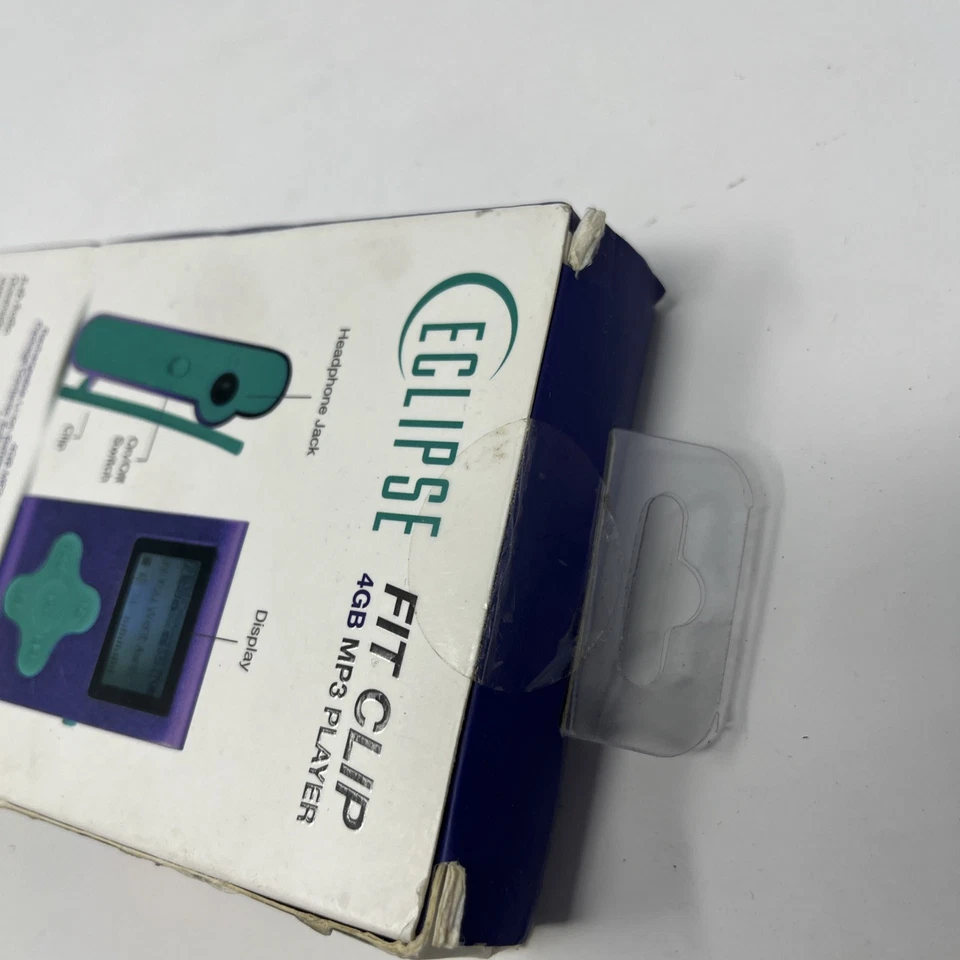 ECLIPSE
FIT CLIP
4GB MP3 PLAYER
Headphone Jack
On/Off
Switch
Clip
Display